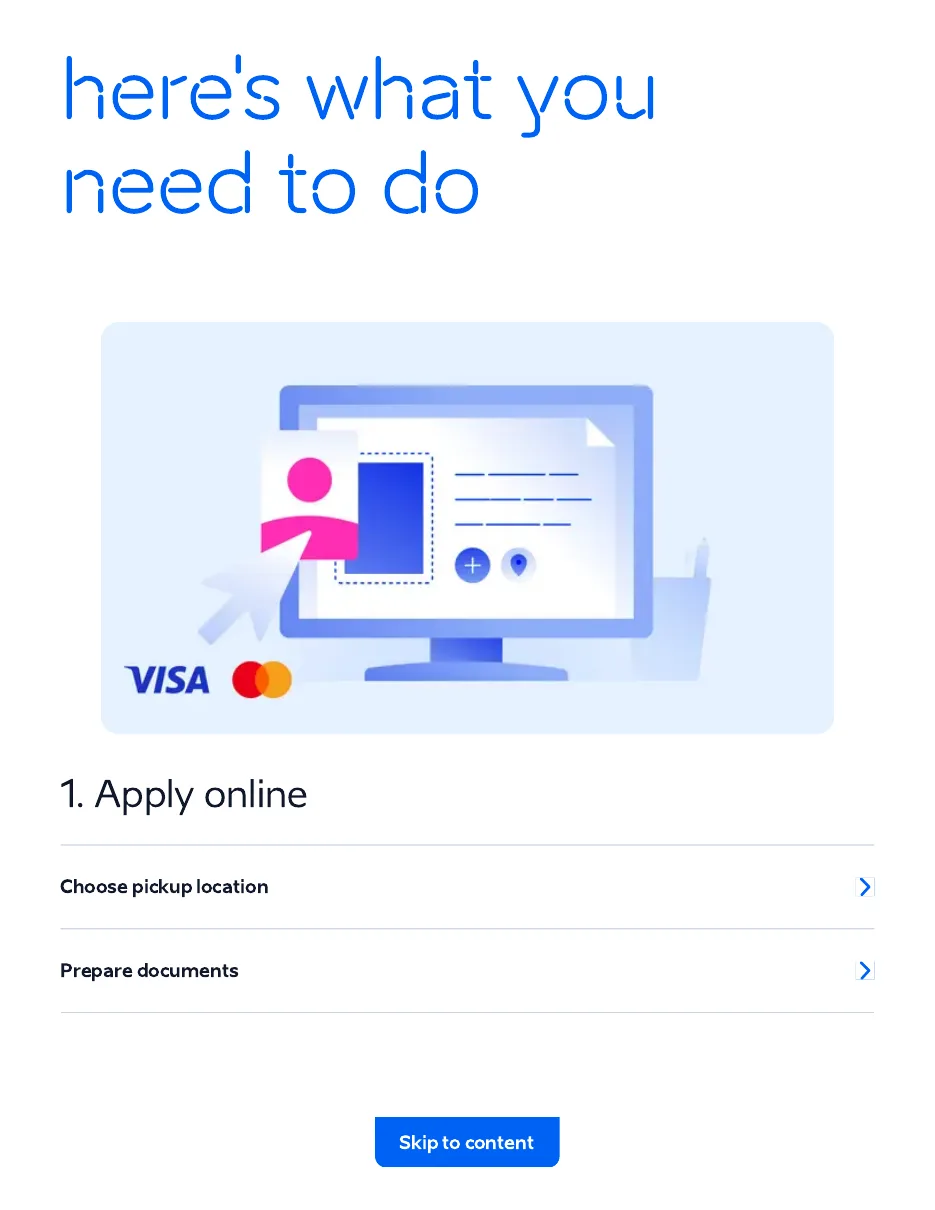 here's what you
need to do
VISA
1. Apply online
Choose pickup location
Prepare documents
Skip to content